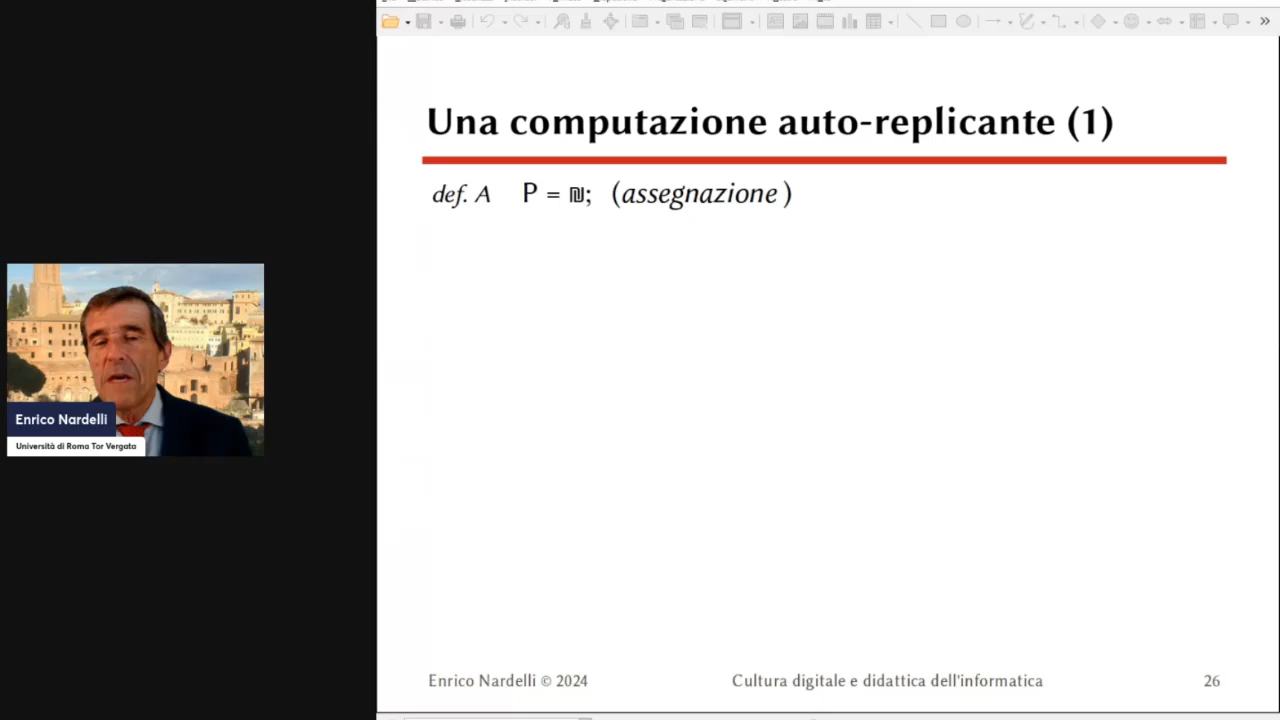 Una computazione auto-replicante (1)
def. A P = ₪; (assegnazione)
Enrico Nardelli
Università di Roma Tor Vergata
Enrico Nardelli © 2024 Cultura digitale e didattica dell'informatica 26